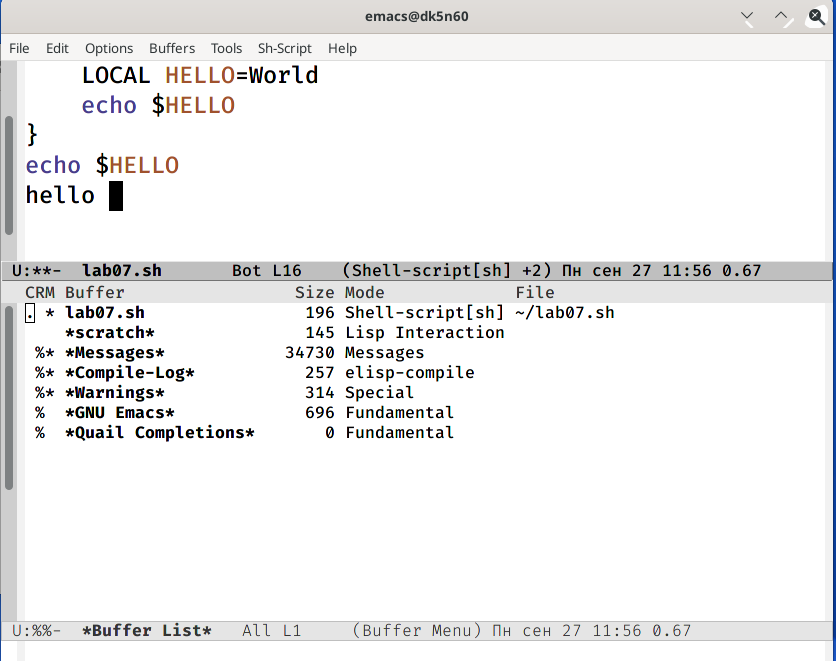 emacs@dk5n60
File Edit Options Buffers Tools Sh-Script Help
LOCAL HELLO=World
echo $HELLO
}
echo $HELLO
hello
U:**- lab07.sh Bot L16 (Shell-script[sh] +2) Пн сен 27 11:56 0.67
CRM Buffer Size Mode File
. * lab07.sh 196 Shell-script[sh] ~/lab07.sh
*scratch* 145 Lisp Interaction
%* *Messages* 34730 Messages
%* *Compile-Log* 257 elisp-compile
%* *Warnings* 314 Special
% *GNU Emacs* 696 Fundamental
% *Quail Completions* 0 Fundamental
U:%%- *Buffer List* All L1 (Buffer Menu) Пн сен 27 11:56 0.67